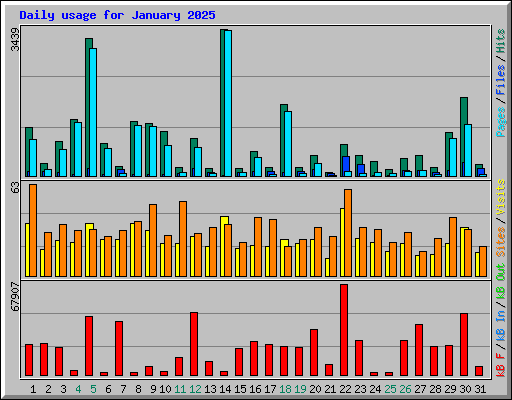 Daily usage for January 2025
3439
Pages / Files / Hits
63
Sites / Visits
67907
kB F / kB In / kB Out
1 2 3 4 5 6 7 8 9 10 11 12 13 14 15 16 17 18 19 20 21 22 23 24 25 26 27 28 29 30 31